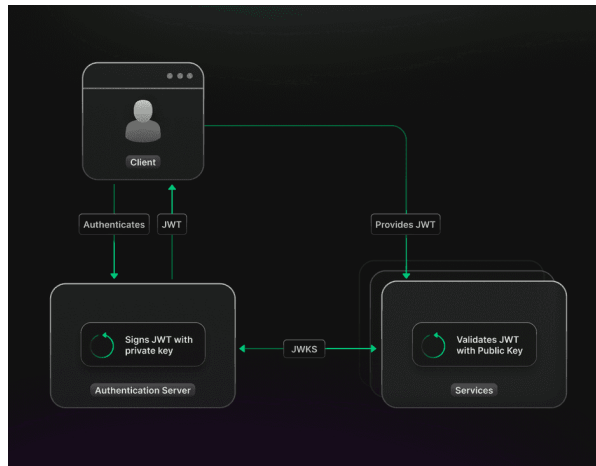 Client
Authenticates
JWT
Provides JWT
Signs JWT with
private key
Authentication Server
JWKS
Validates JWT
with Public Key
Services